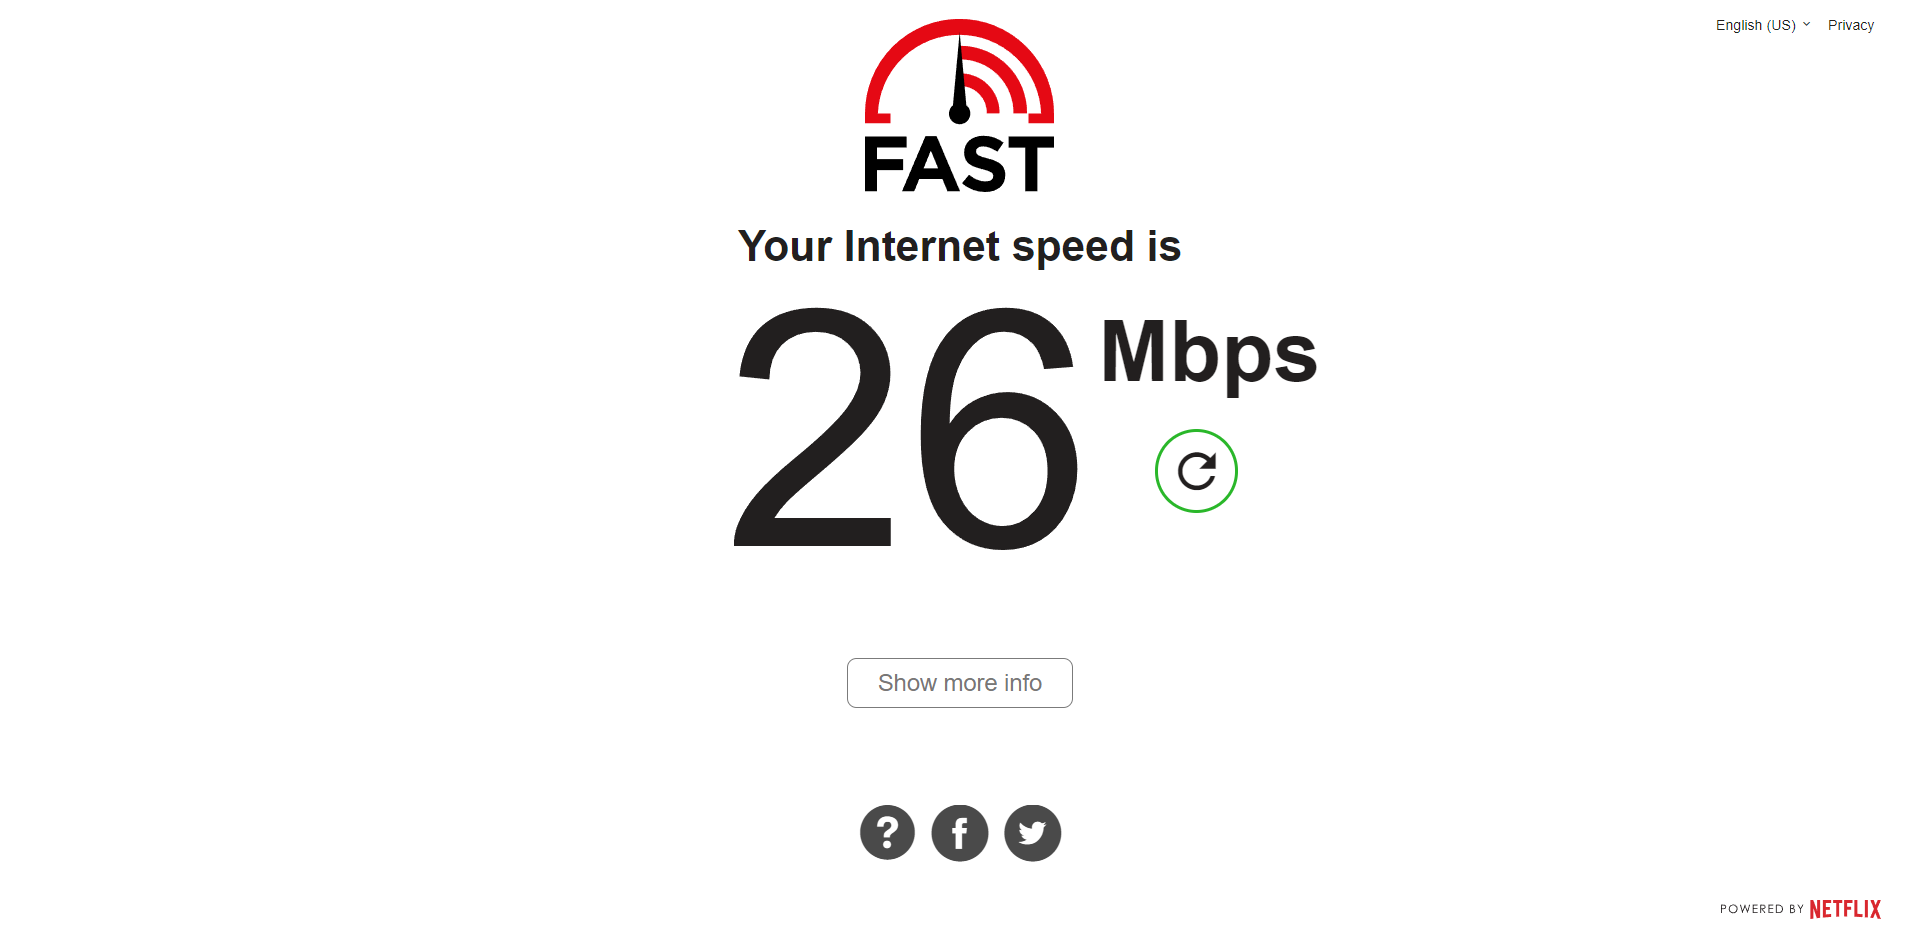 English (US) Privacy
FAST
Your Internet speed is
26 Mbps
Show more info
?
f
POWERED BY NETFLIX